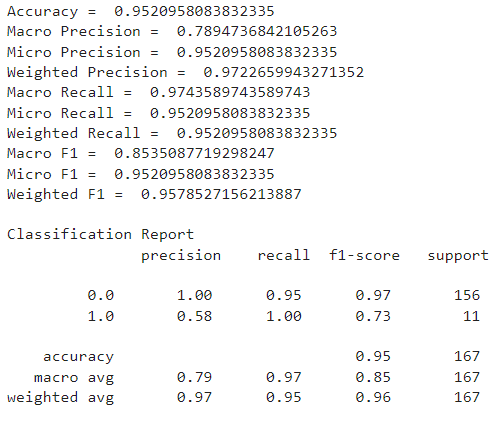 Accuracy =  0.9520958083832335
Macro Precision =  0.7894736842105263
Micro Precision =  0.9520958083832335
Weighted Precision =  0.9722659943271352
Macro Recall =  0.9743589743589743
Micro Recall =  0.9520958083832335
Weighted Recall =  0.9520958083832335
Macro F1 =  0.8535087719298247
Micro F1 =  0.9520958083832335
Weighted F1 =  0.9578527156213887

Classification Report
              precision    recall  f1-score   support

         0.0       1.00      0.95      0.97       156
         1.0       0.58      1.00      0.73        11

    accuracy                           0.95       167
   macro avg       0.79      0.97      0.85       167
weighted avg       0.97      0.95      0.96       167